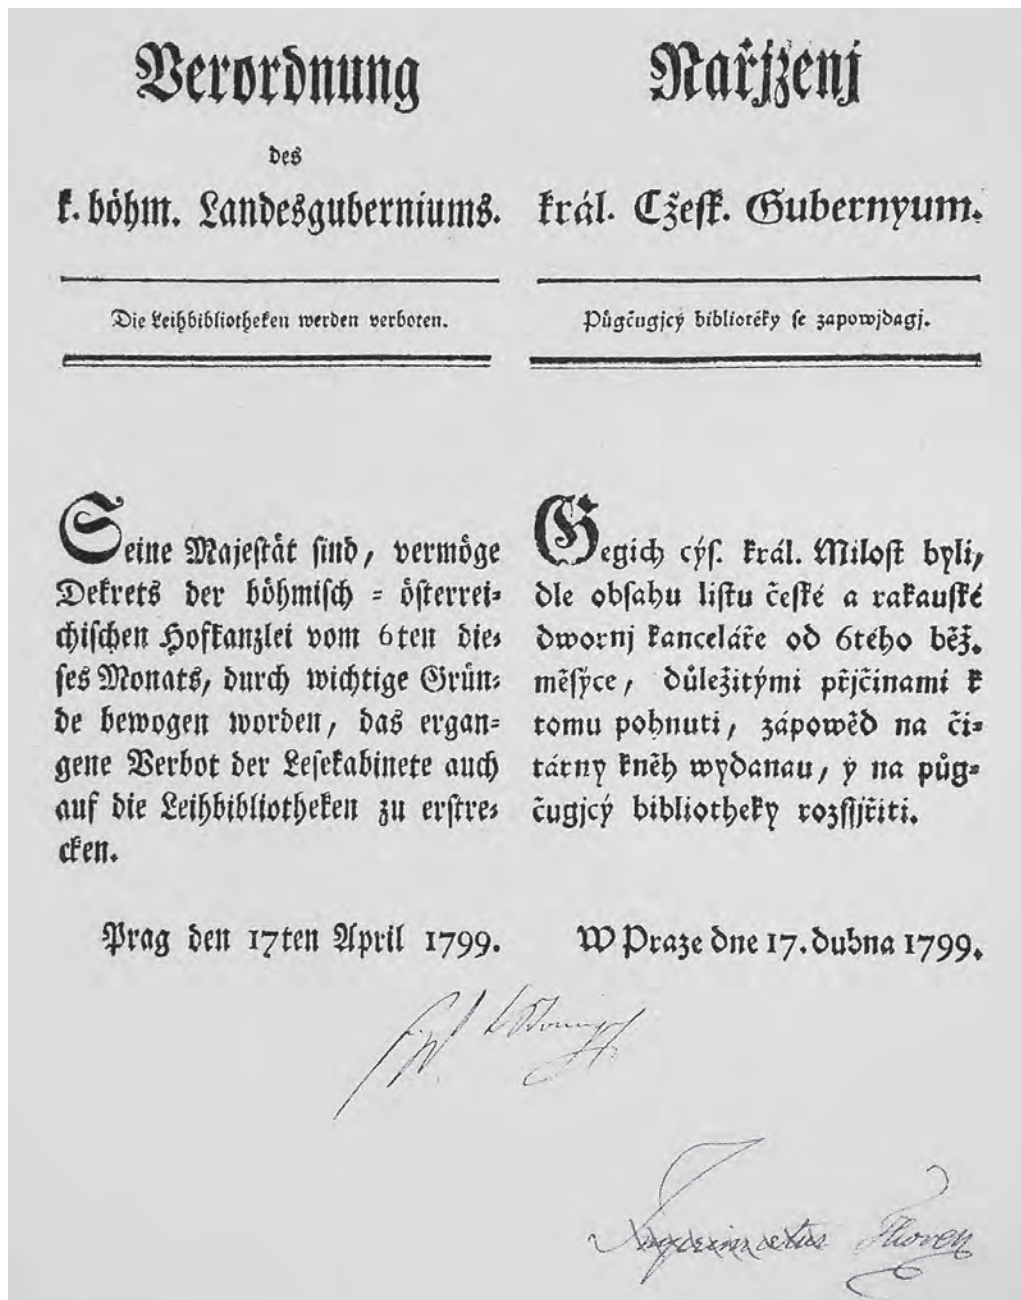 Verordnung
des
k. böhm. Landesguberniums.
Die Leihbibliotheken werden verboten.
Seine Majestät sind, vermöge
Dekrets der böhmisch = österrei=
chischen Hofkanzlei vom 6ten die=
ses Monats, durch wichtige Grün=
de bewogen worden, das ergan=
gene Verbot der Lesekabinete auch
auf die Leihbibliotheken zu erstre=
cken.
Prag den 17ten April 1799.
Nařjzenj
král. Cžesk. Gubernyum.
Půgčugjcý bibliotéky se zapowjdagj.
Gegich cýs. král. Milost byli,
dle obsahu listu české a rakauské
dwornj kanceláře od 6tého běž.
měsýce, důležitými přjčinami k
tomu pohnuti, zápowěd na či=
tárny kněh wydanau, y na půg=
čugjcý bibliotheky rozssjřiti.
W Praze dne 17. dubna 1799.